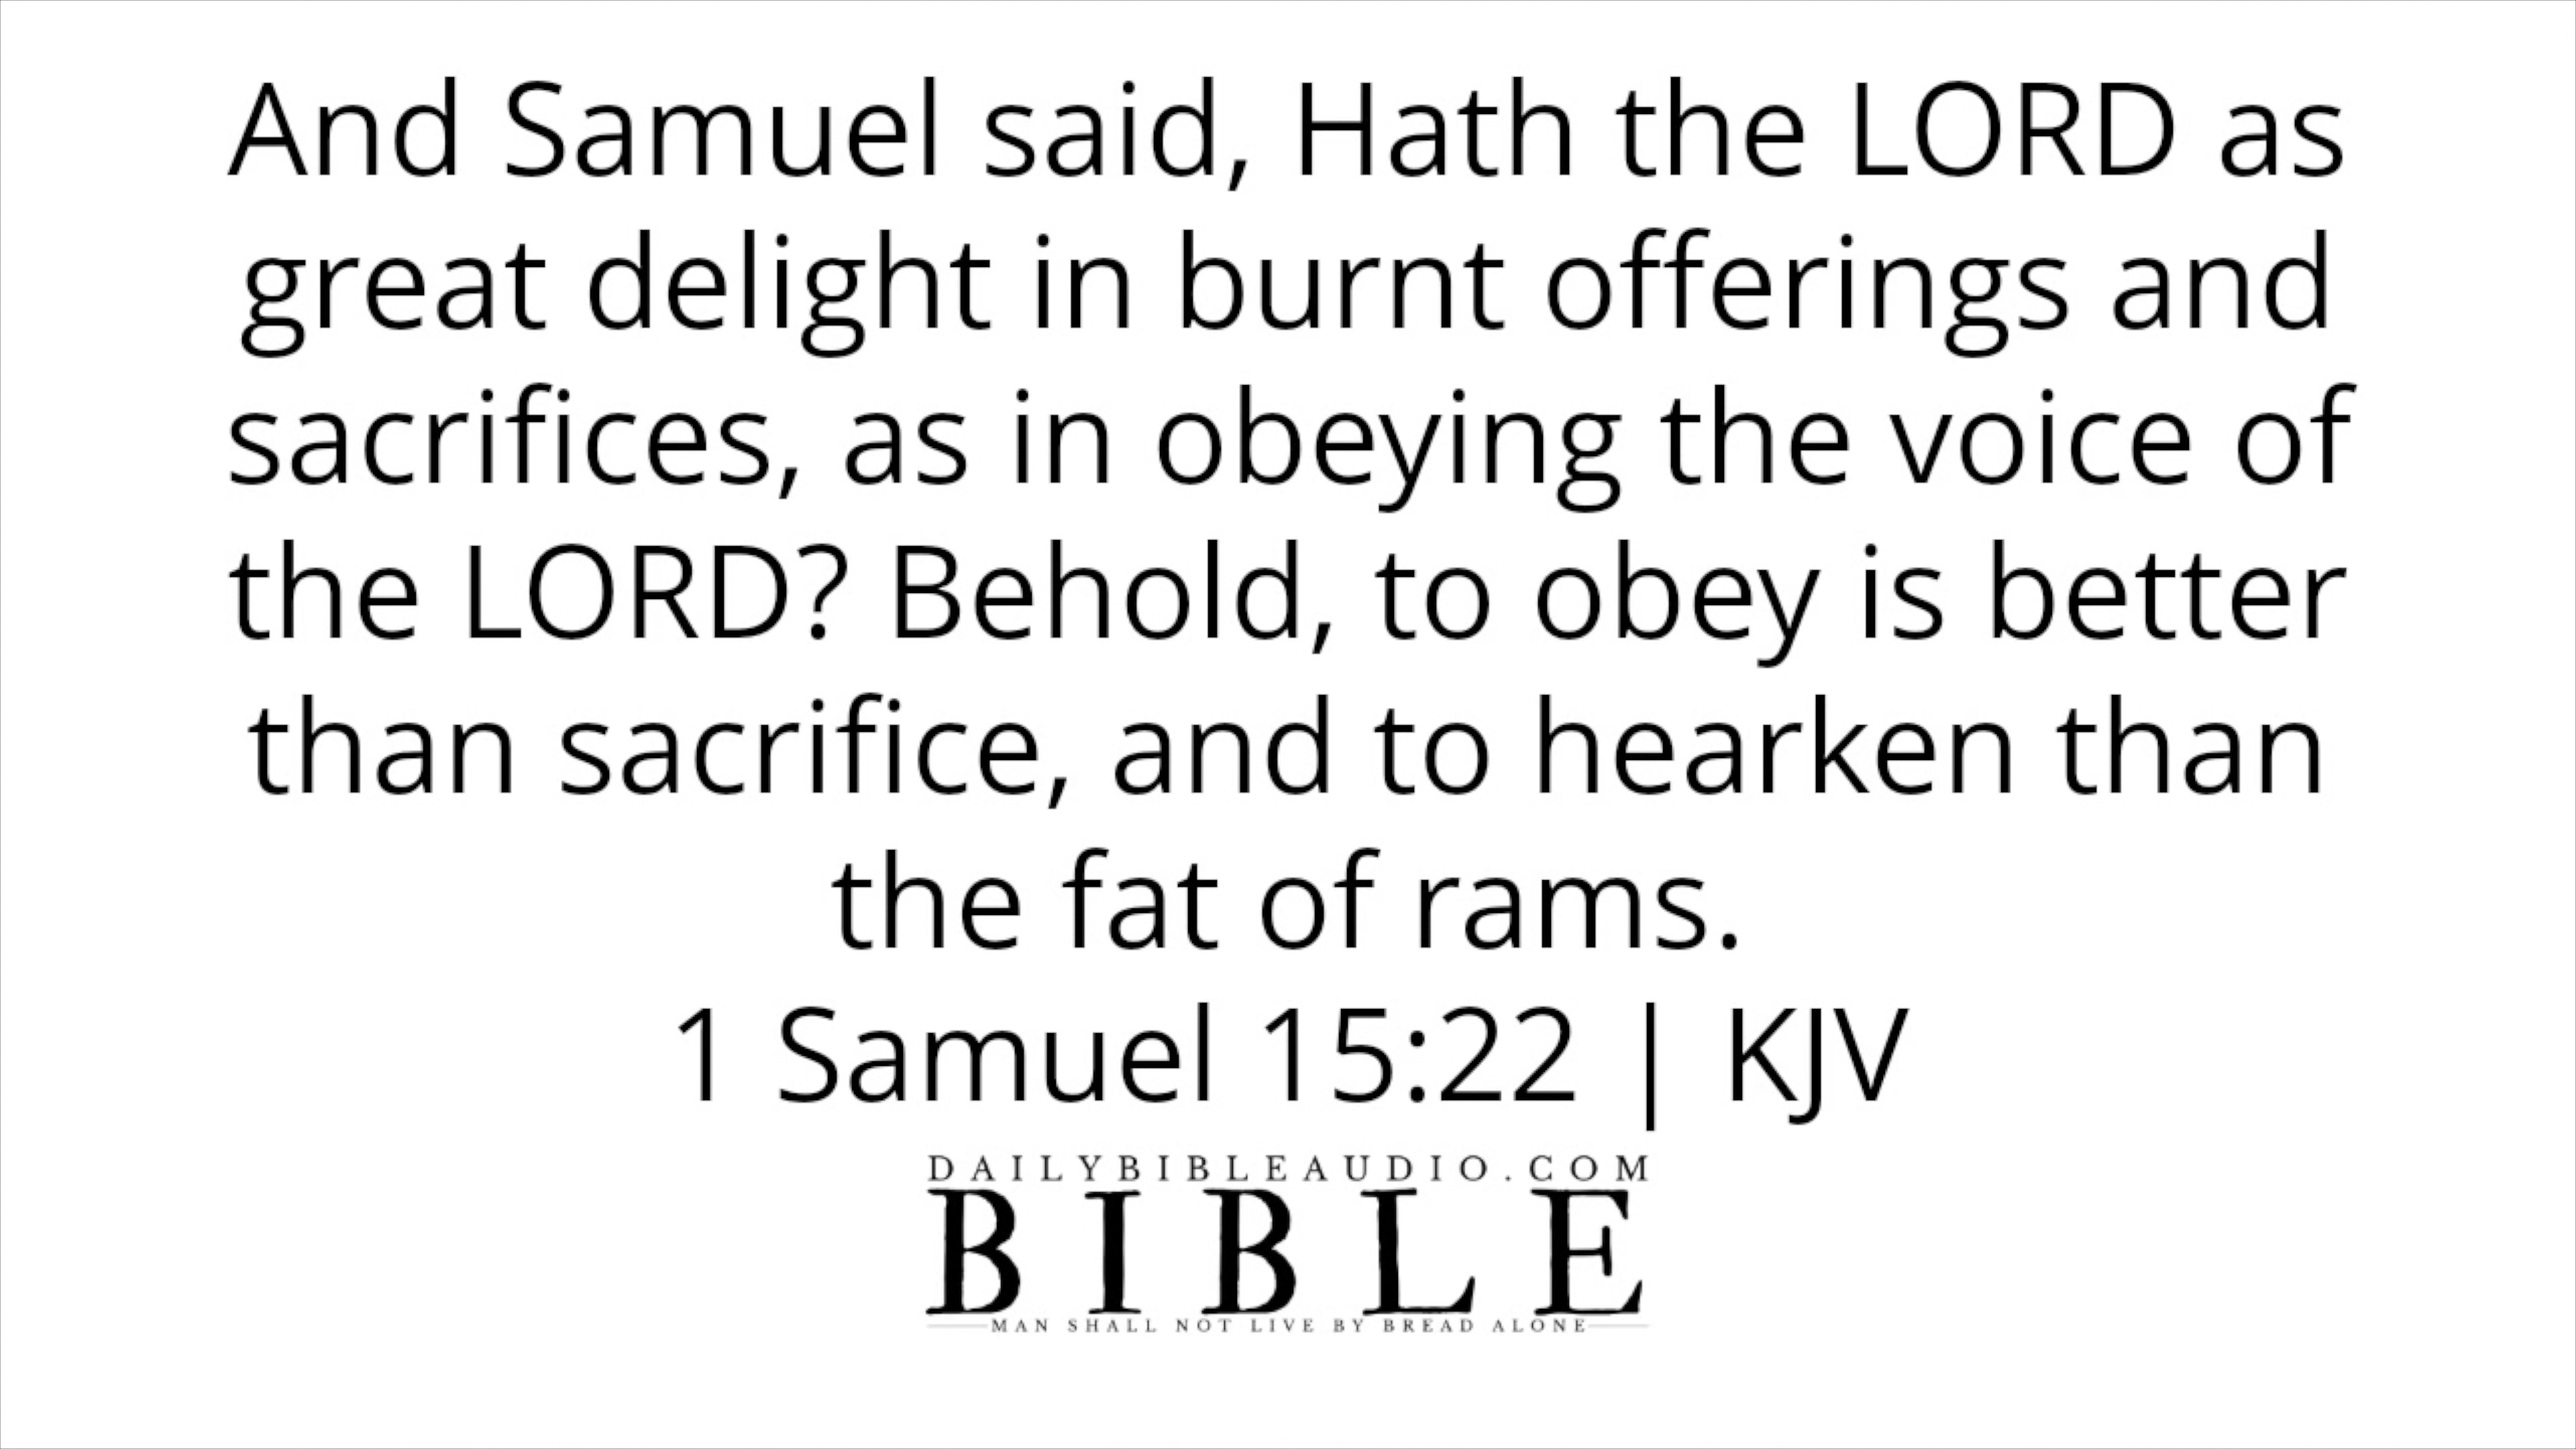 And Samuel said, Hath the LORD as
great delight in burnt offerings and
sacrifices, as in obeying the voice of
the LORD? Behold, to obey is better
than sacrifice, and to hearken than
the fat of rams.
1 Samuel 15:22 | KJV
DAILYBIBLEAUDIO.COM
BIBLE
MAN SHALL NOT LIVE BY BREAD ALONE